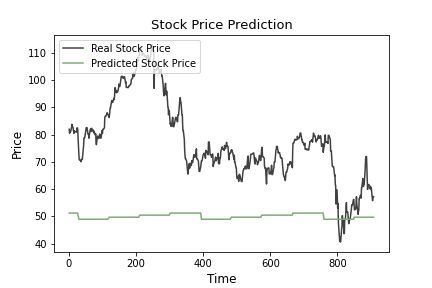 Stock Price Prediction
Real Stock Price
Predicted Stock Price
110
100
90
80
70
60
50
40
Price
0 200 400 600 800
Time